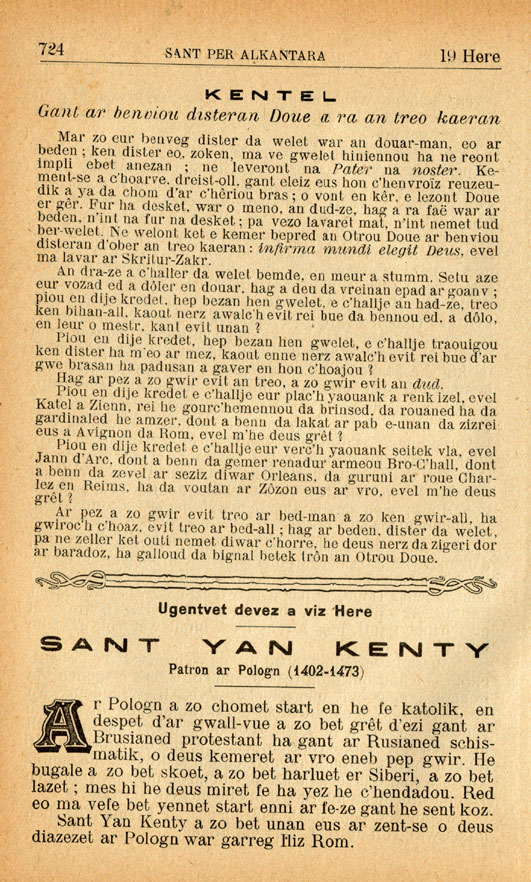 724
SANT PER ALKANTARA
19 Here
KENTEL
Gant ar benviou disteran Doue a ra an treo kaeran
Mar zo eur benveg dister da welet war an douar-man, eo ar
beden ; ken dister eo, zoken, ma ve gwelet hiniennou ha ne reont
impli ebet anezan ; ne leveront na Pater na noster. Ke-
ment-se a c'hoarve, dreist-oll, gant eleiz eus hon c'henvroïz reuzeu-
dik a ya da chom d'ar c'hêriou bras ; o vont en kêr, e lezont Doue
er gêr. Fur ha desket, war o meno, an dud-ze, hag a ra faë war ar
beden, n'int na fur na desket ; pa vezo lavaret mat, n'int nemet tud
ber-welet. Ne welont ket e kemer bepred an Otrou Doue ar benviou
disteran d'ober an treo kaeran : infirma mundi elegit Deus, evel
ma lavar ar Skritur-Zakr.
An dra-ze a c'haller da welet bemde, en meur a stumm. Setu aze
eur vozad ed a dôler en douar, hag a deu da vreinan epad ar goanv ;
piou en dije kredet, hep bezan hen gwelet, e c'hallje an had-ze, treo
ken bihan-all, kaout nerz awalc'h evit rei bue da bennou ed, a dôlo,
en leur o mestr, kant evit unan ?
Piou en dije kredet, hep bezan hen gwelet, e c'hallje traouigou
ken dister ha m'eo ar mez, kaout enne nerz awalc'h evit rei bue d'ar
gwe brasan ha padusan a gaver en hon c'hoajou ?
Hag ar pez a zo gwir evit an treo, a zo gwir evit an dud.
Piou en dije kredet e c'hallje eur plac'h yaouank a renk izel, evel
Katel a Zienn, rei he gourc'hemennou da brinsed, da rouaned ha da
gardinaled he amzer, dont a benn da lakat ar pab e-unan da zizrei
eus a Avignon da Rom, evel m'he deus grêt ?
Piou en dije kredet e c'hallje eur verc'h yaouank seitek vla, evel
Jann d'Arc, dont a benn da gemer renadur armeou Bro-C'hall, dont
a benn da zevel ar seziz diwar Orleans, da guruni ar roue Char-
lez en Reims, ha da voutan ar Zôzon eus ar vro, evel m'he deus
grêt ?
Ar pez a zo gwir evit treo ar bed-man a zo ken gwir-all, ha
gwiroc'h c'hoaz, evit treo ar bed-all ; hag ar beden, dister da welet,
pa ne zeller ket outi nemet diwar c'horre, he deus nerz da zigeri dor
ar baradoz, ha galloud da bignal betek trôn an Otrou Doue.
Ugentvet devez a viz Here
SANT YAN KENTY
Patron ar Pologn (1402-1473)
Ar Pologn a zo chomet start en he fe katolik, en
despet d'ar gwall-vue a zo bet grêt d'ezi gant ar
Brusianed protestant ha gant ar Rusianed schis-
matik, o deus kemeret ar vro eneb pep gwir. He
bugale a zo bet skoet, a zo bet harluet er Siberi, a zo bet
lazet ; mes hi he deus miret fe ha yez he c'hendadou. Red
eo ma vefe bet yennet start enni ar fe-ze gant he sent koz.
Sant Yan Kenty a zo bet unan eus ar zent-se o deus
diazezet ar Pologn war garreg Iliz Rom.